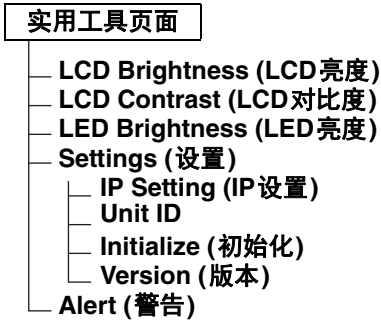 实用工具页面
LCD Brightness (LCD亮度)
LCD Contrast (LCD对比度)
LED Brightness (LED亮度)
Settings (设置)
IP Setting (IP设置)
Unit ID
Initialize (初始化)
Version (版本)
Alert (警告)